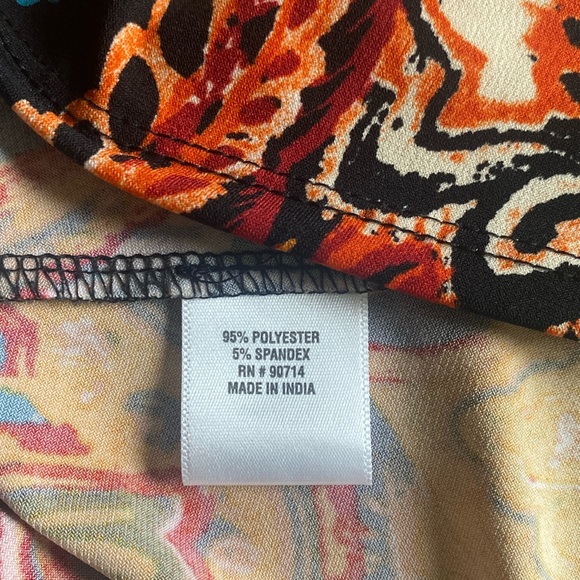 95% POLYESTER
5% SPANDEX
RN # 90714
MADE IN INDIA